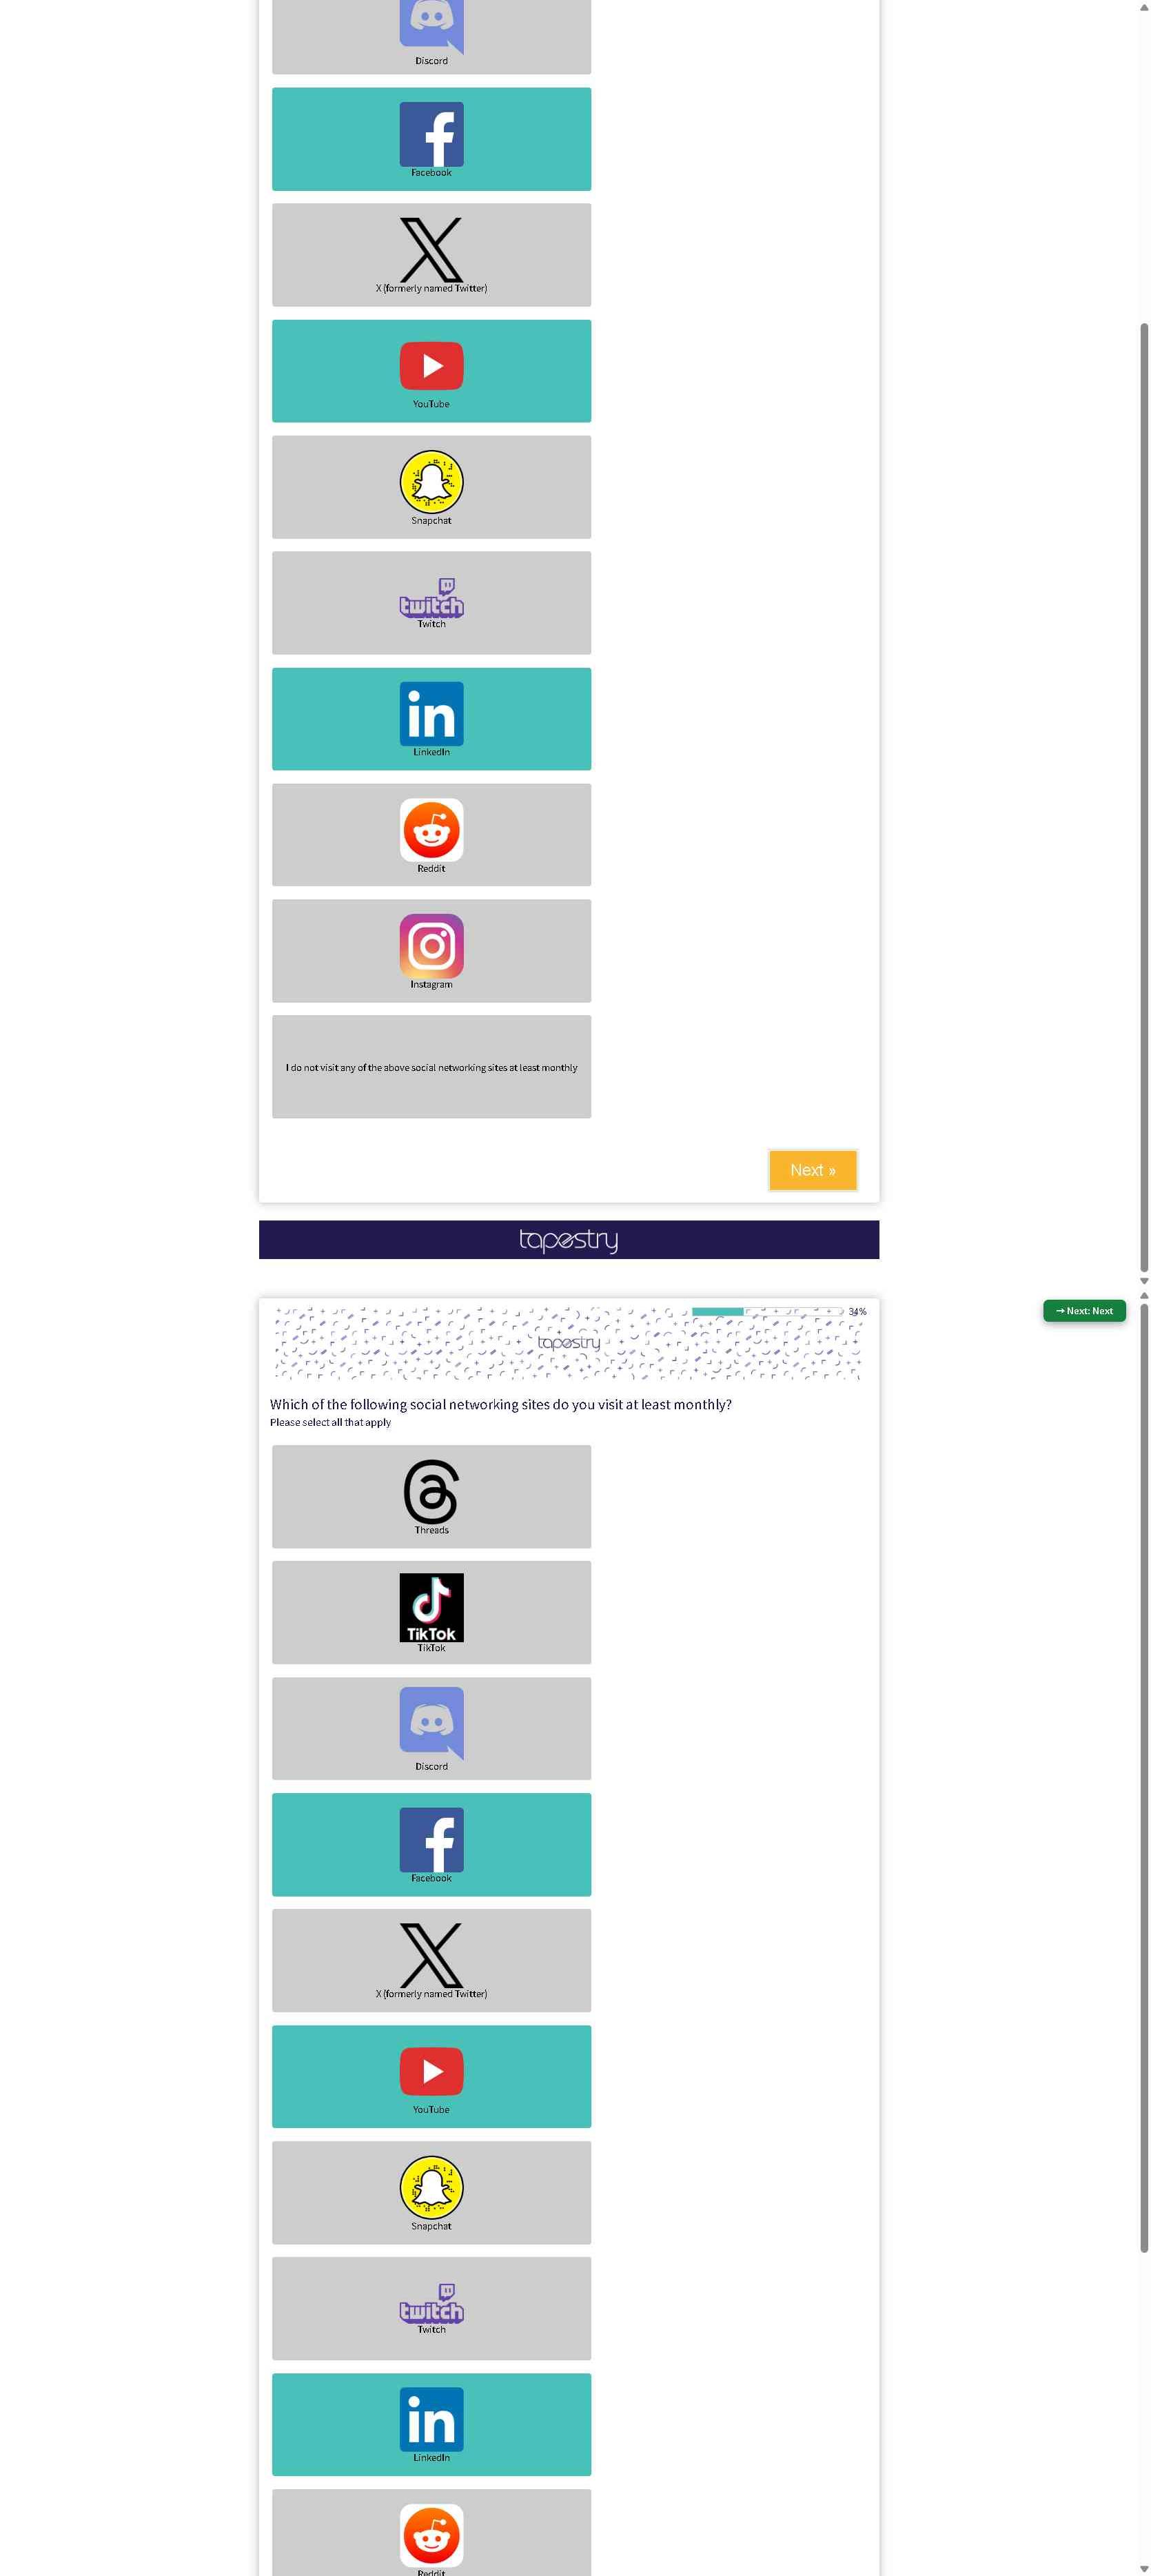 Discord
Facebook
X (formerly named Twitter)
YouTube
Snapchat
twitch
Twitch
in
LinkedIn
Reddit
Instagram
I do not visit any of the above social networking sites at least monthly
Next »
tapestry
→ Next: Next
34%
tapestry
Which of the following social networking sites do you visit at least monthly?
Please select all that apply
Threads
TikTok
TikTok
Discord
Facebook
X (formerly named Twitter)
YouTube
Snapchat
twitch
Twitch
in
LinkedIn
Reddit